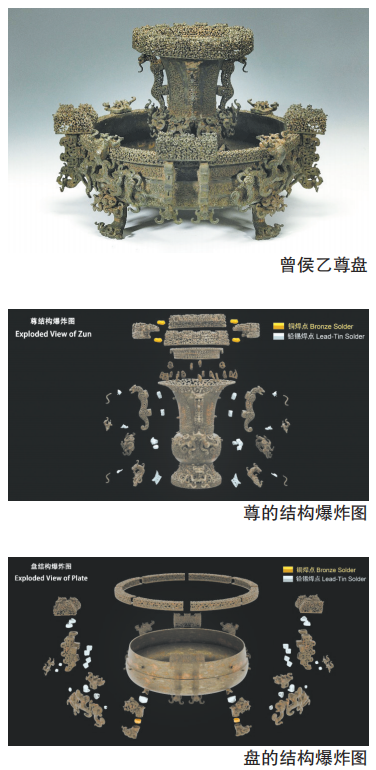 曾侯乙尊盘
尊结构爆炸图
Exploded View of Zun
铜焊点 Bronze Solder
铅锡焊点 Lead-Tin Solder
尊的结构爆炸图
盘结构爆炸图
Exploded View of Plate
铜焊点 Bronze Solder
铅锡焊点 Lead-Tin Solder
盘的结构爆炸图